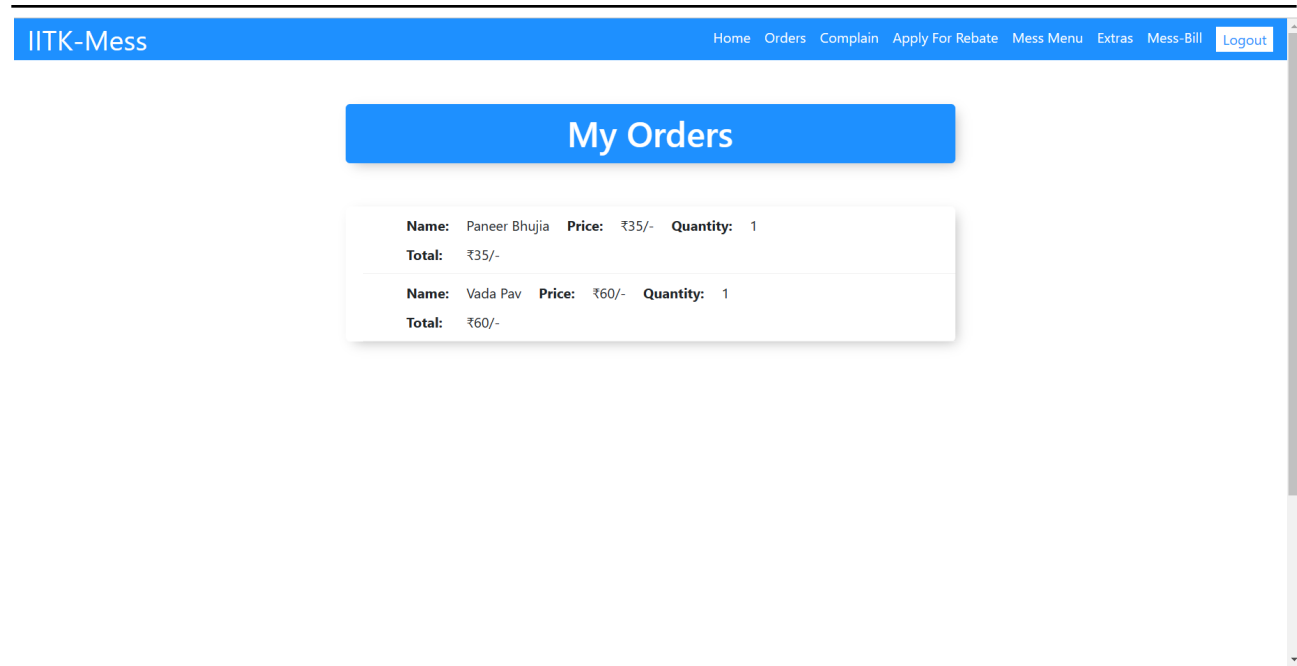 IITK-Mess
Home Orders Complain Apply For Rebate Mess Menu Extras Mess-Bill Logout
My Orders
Name: Paneer Bhujia Price: ₹35/- Quantity: 1
Total: ₹35/-
Name: Vada Pav Price: ₹60/- Quantity: 1
Total: ₹60/-